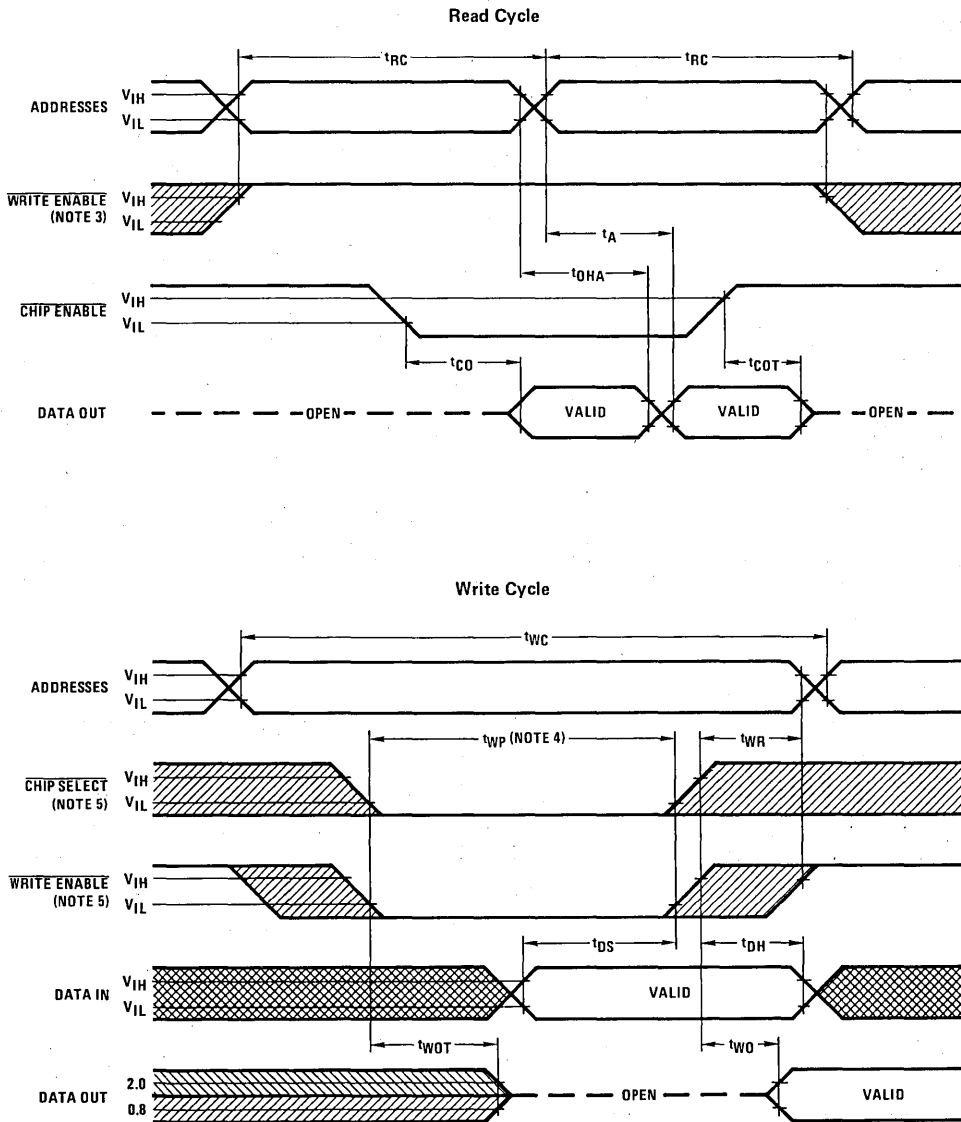 Read Cycle
tRC tRC
ADDRESSES VIH
VIL
WRITE ENABLE VIH
(NOTE 3) VIL
tA
tOHA
CHIP ENABLE VIH
VIL
tCO tCOT
DATA OUT OPEN VALID VALID OPEN
Write Cycle
tWC
ADDRESSES VIH
VIL
tWP (NOTE 4) tWR
CHIP SELECT VIH
(NOTE 5) VIL
WRITE ENABLE VIH
(NOTE 5) VIL
tDS tDH
DATA IN VIH
VIL
VALID
tWOT tWO
DATA OUT 2.0
0.8
OPEN VALID